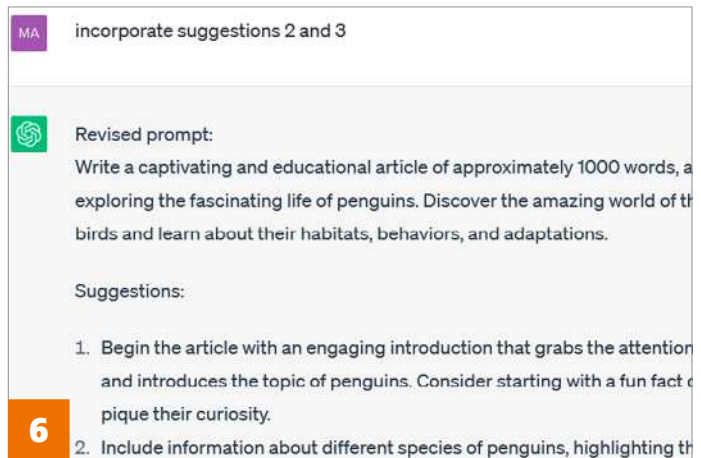 MA
incorporate suggestions 2 and 3
Revised prompt:
Write a captivating and educational article of approximately 1000 words, a
exploring the fascinating life of penguins. Discover the amazing world of
birds and learn about their habitats, behaviors, and adaptations.
Suggestions:
1. Begin the article with an engaging introduction that grabs the attention
and introduces the topic of penguins. Consider starting with a fun fact
pique their curiosity.
6
2. Include information about different species of penguins, highlighting